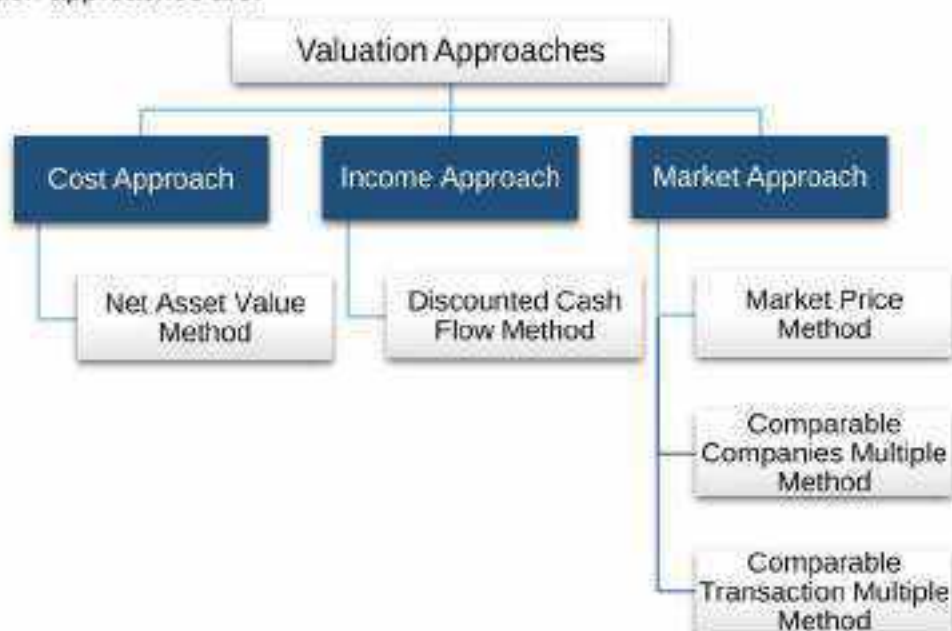 Valuation Approaches
Cost Approach
Income Approach
Market Approach
Net Asset Value
Method
Discounted Cash
Flow Method
Market Price
Method
Comparable
Companies Multiple
Method
Comparable
Transaction Multiple
Method